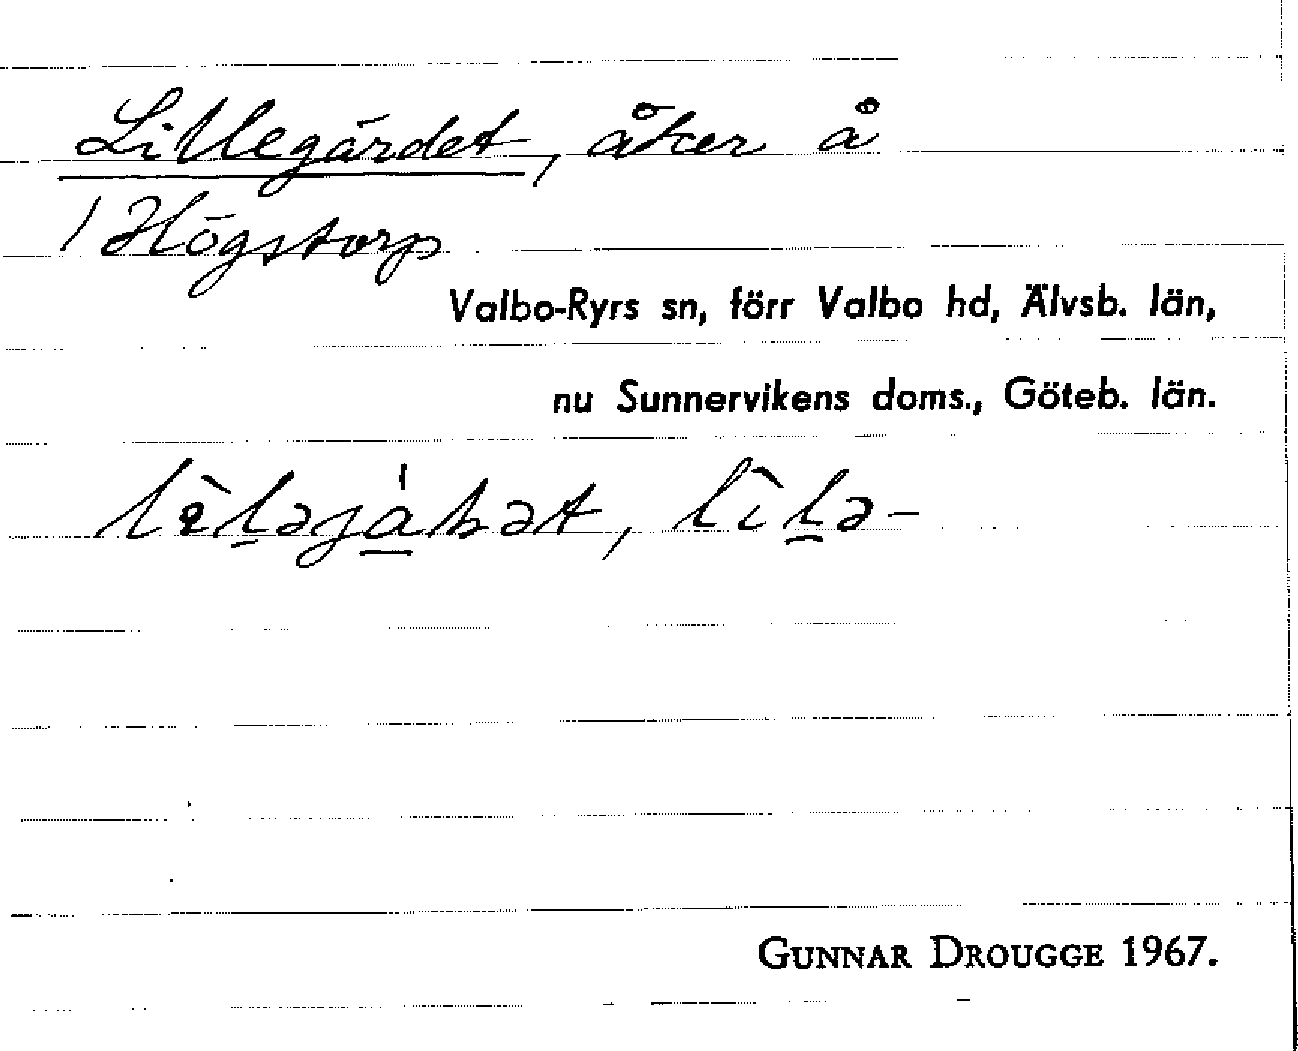 Lillegärdet, åker å
/ Högstorp
Valbo-Ryrs sn, förr Valbo hd, Älvsb. län,
nu Sunnervikens doms., Göteb. län.
GUNNAR DROUGGE 1967.